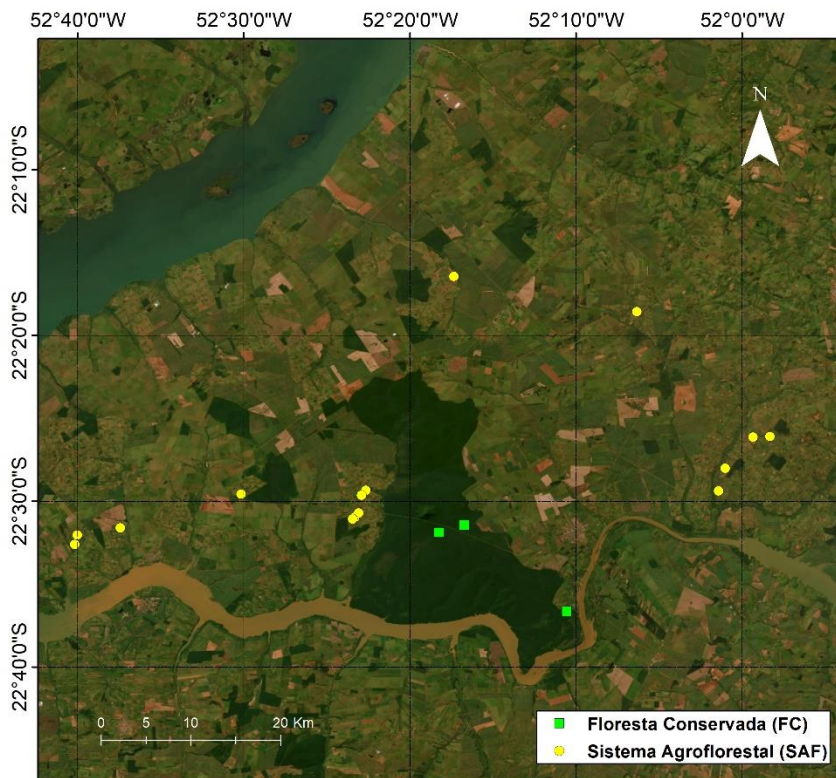 52°40'0"W 52°30'0"W 52°20'0"W 52°10'0"W 52°0'0"W
N
22°10'0"S
22°20'0"S
22°30'0"S
22°40'0"S
0 5 10 20 Km
Floresta Conservada (FC)
Sistema Agroflorestal (SAF)